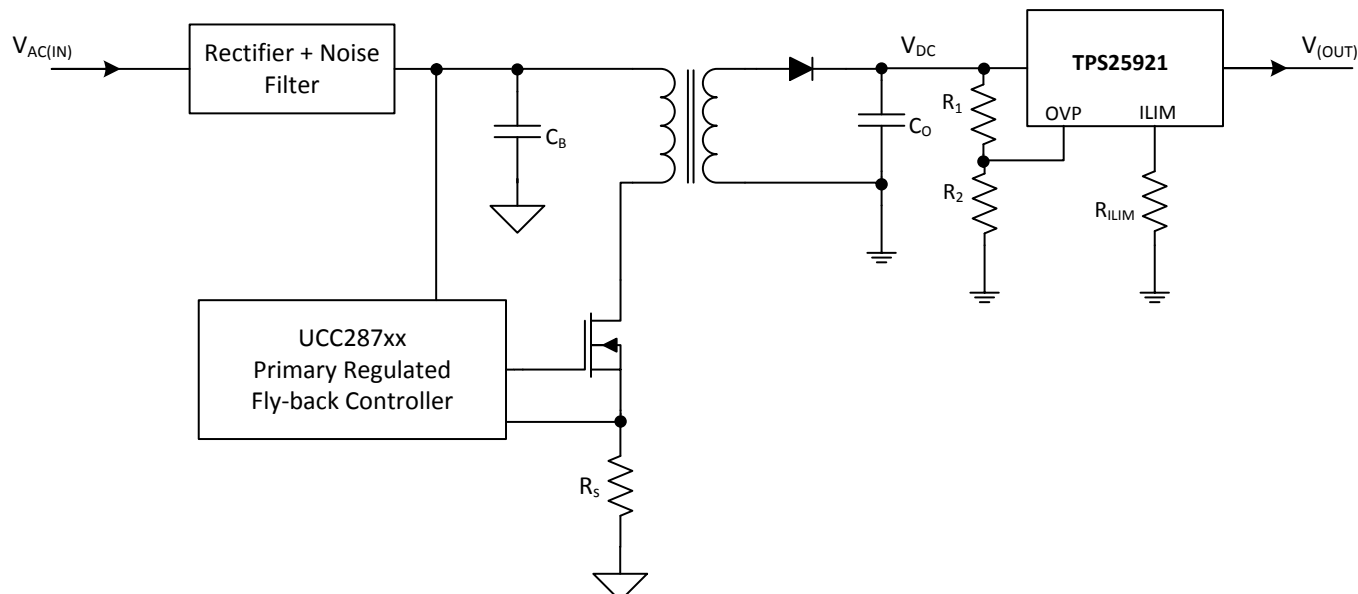 V_AC(IN)
Rectifier + Noise
Filter
C_B
V_DC
C_O
R_1
R_2
TPS25921
OVP
ILIM
R_ILIM
V_(OUT)
UCC287xx
Primary Regulated
Fly-back Controller
R_s